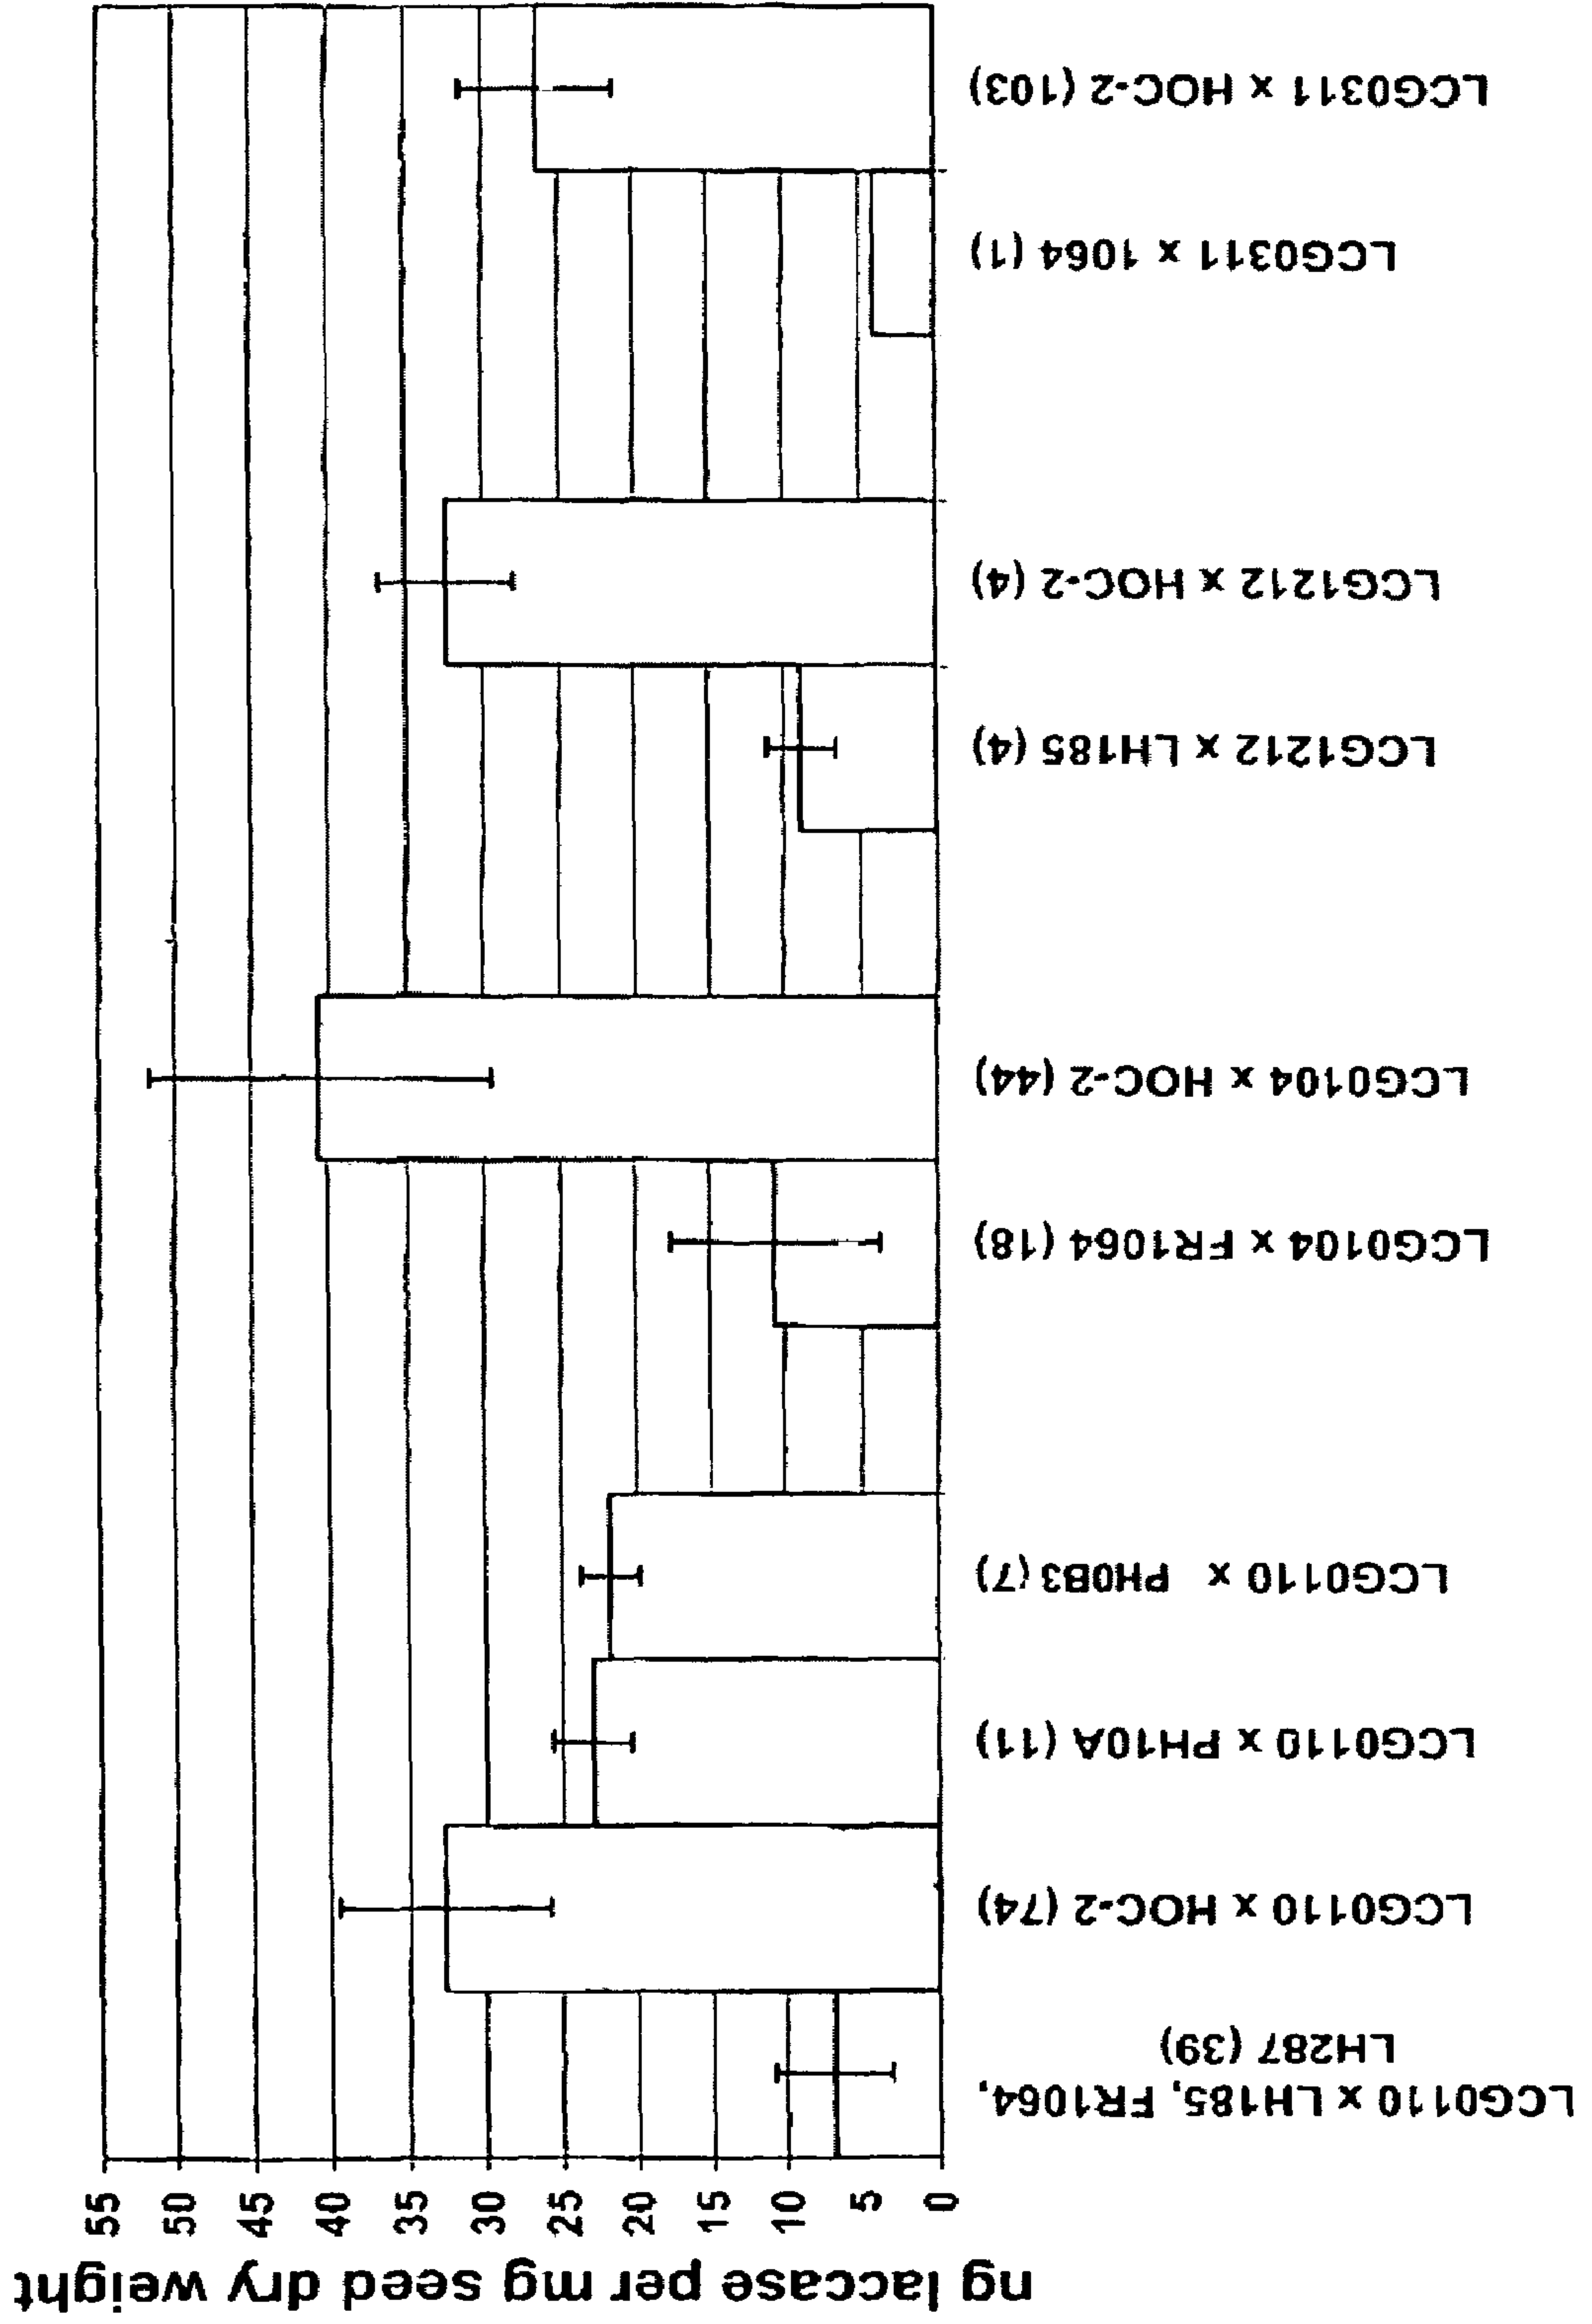 ng laccase per mg seed dry weight
55
50
45
40
35
30
25
20
15
10
5
0
LCG0110 x LH185, FR1064,
LH287 (39)
LCG0110 x HOC-2 (74)
LCG0110 x PH10A (11)
LCG0110 x PH0B3 (7)
LCG0104 x FR1064 (18)
LCG0104 x HOC-2 (44)
LCG1212 x LH185 (4)
LCG1212 x HOC-2 (4)
LCG0311 x 1064 (1)
LCG0311 x HOC-2 (103)